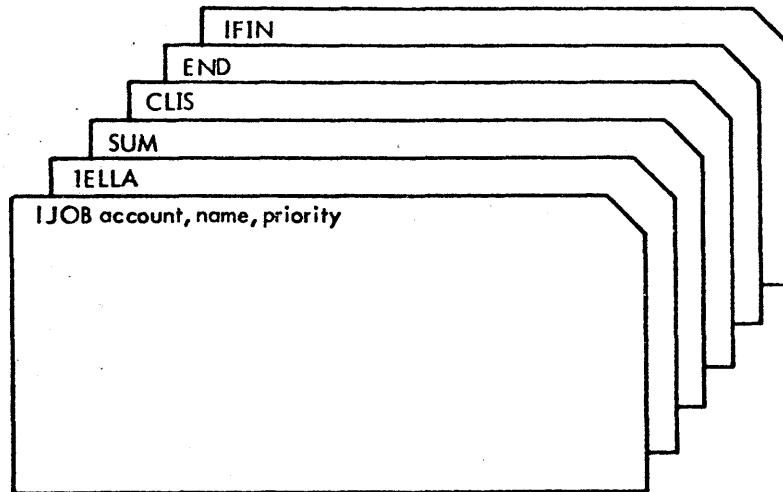 IFIN
END
CLIS
SUM
IELLA
IJOB account, name, priority